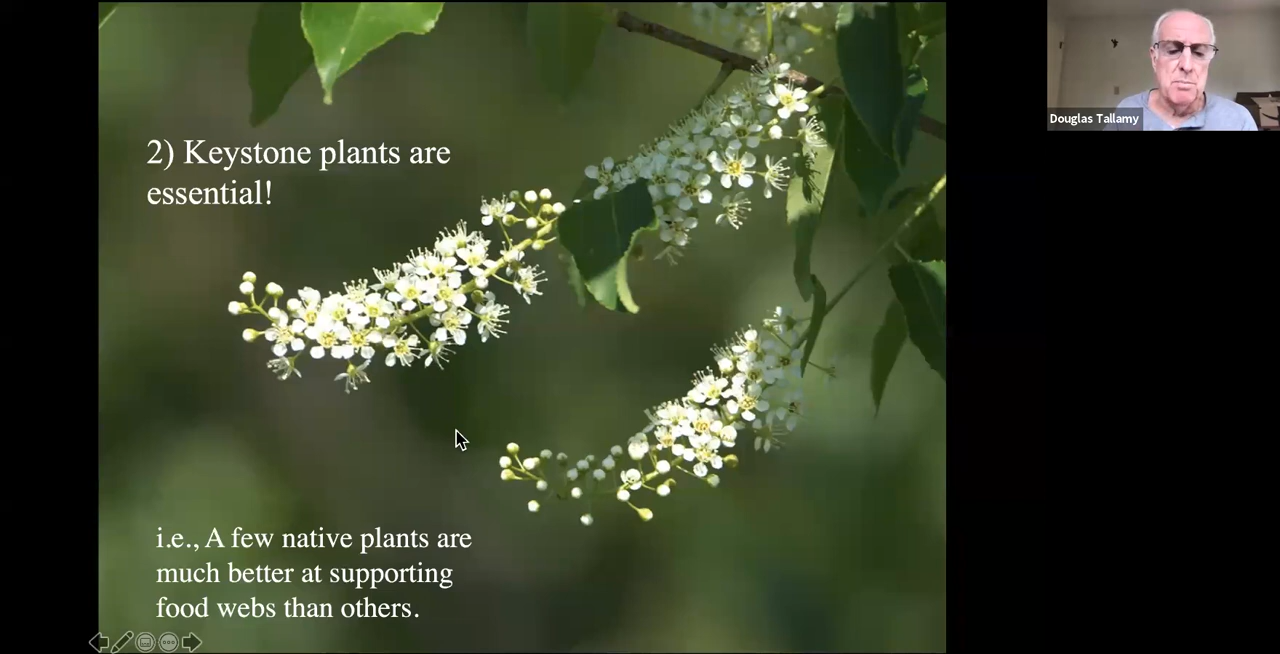 2) Keystone plants are
essential!
Douglas Tallamy
i.e., A few native plants are
much better at supporting
food webs than others.